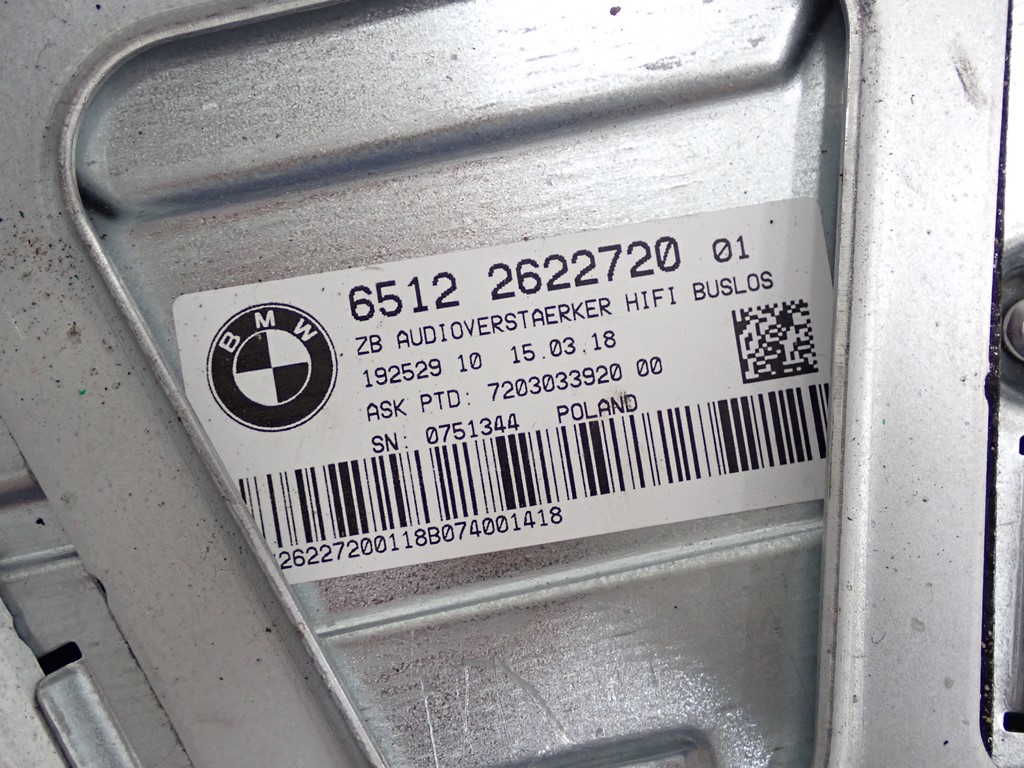 BMW
6512 2622720 01
ZB AUDIOVERSTAERKER HIFI BUSLOS
192529 10 15.03.18
ASK PTD: 7203033920 00
SN: 0751344 POLAND
26227200118B074001418